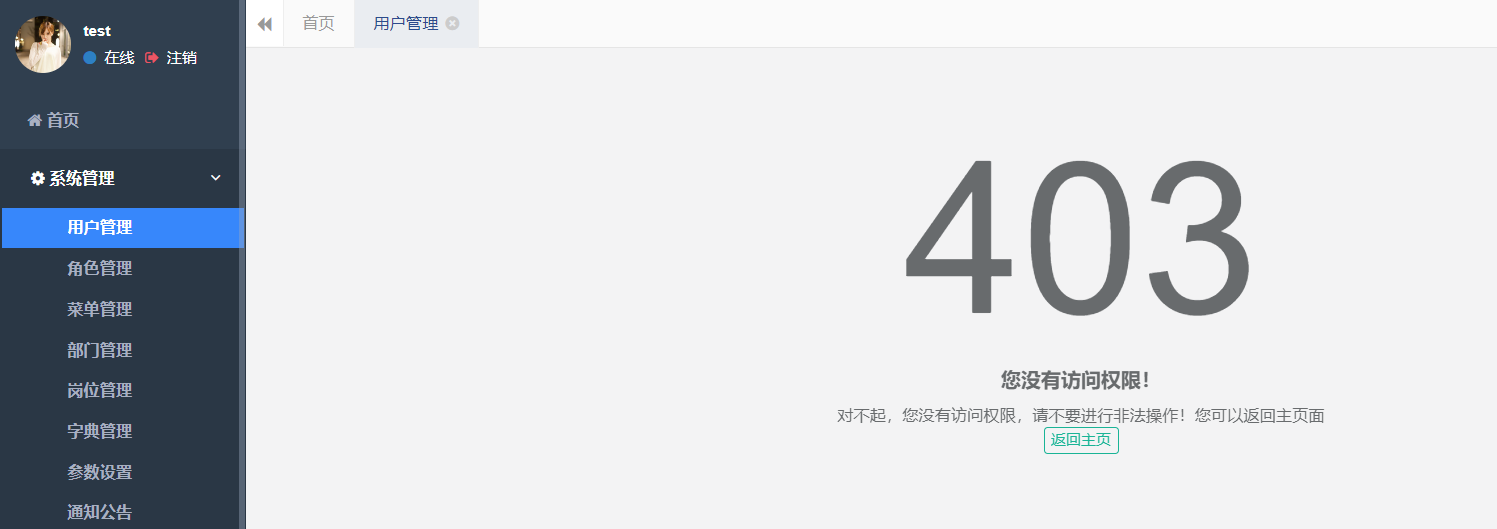 test
在线 注销
首页
系统管理
用户管理
角色管理
菜单管理
部门管理
岗位管理
字典管理
参数设置
通知公告
首页 用户管理
403
您没有访问权限！
对不起，您没有访问权限，请不要进行非法操作！您可以返回主页面
返回主页